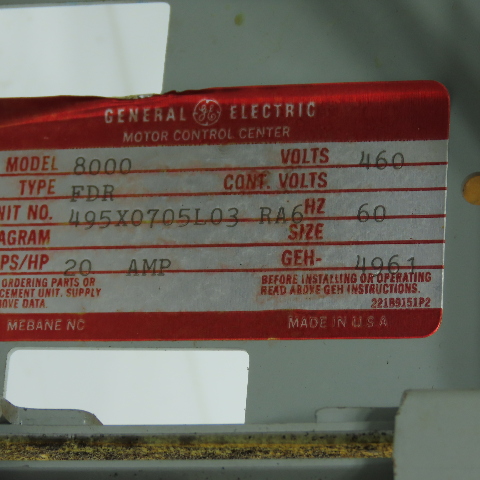 GENERAL GE ELECTRIC
MOTOR CONTROL CENTER
MODEL 8000 VOLTS 460
TYPE FDR CONT. VOLTS
NIT NO. 495X0705L03 RA6 HZ 60
AGRAM SIZE
PS/HP 20 AMP GEH- 4961
ORDERING PARTS OR BEFORE INSTALLING OR OPERATING
CEMENT UNIT, SUPPLY READ ABOVE GEH INSTRUCTIONS.
OVE DATA. 221B9151P2
MEBANE NC MADE IN U.S.A